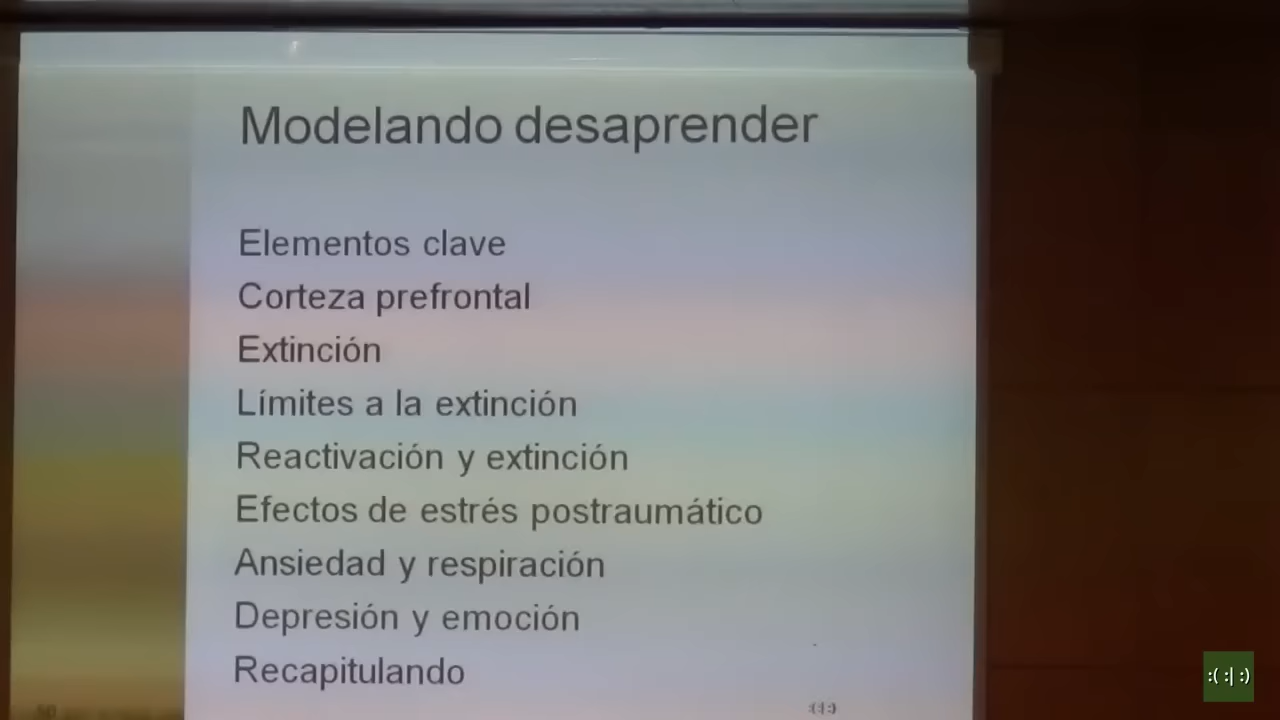 Modelando desaprender
Elementos clave
Corteza prefrontal
Extinción
Límites a la extinción
Reactivación y extinción
Efectos de estrés postraumático
Ansiedad y respiración
Depresión y emoción
Recapitulando
:( :| :)
:( :| :)